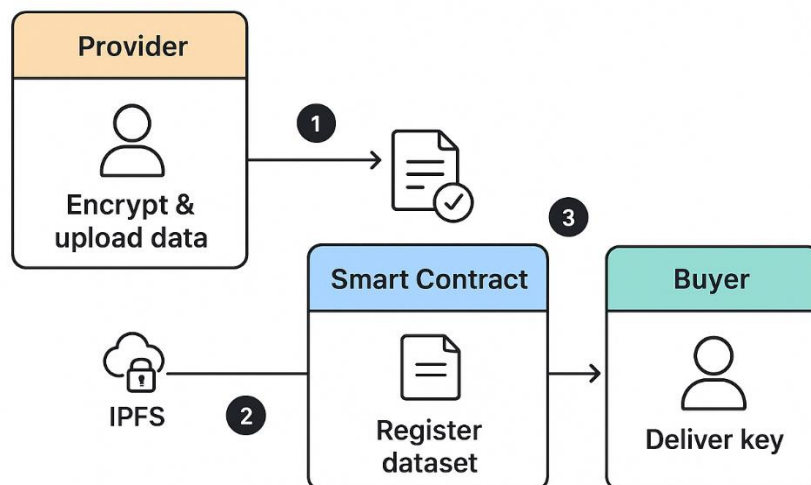 Provider
1
Encrypt &
upload data
3
Smart Contract
Buyer
IPFS
2
Register
dataset
Deliver key